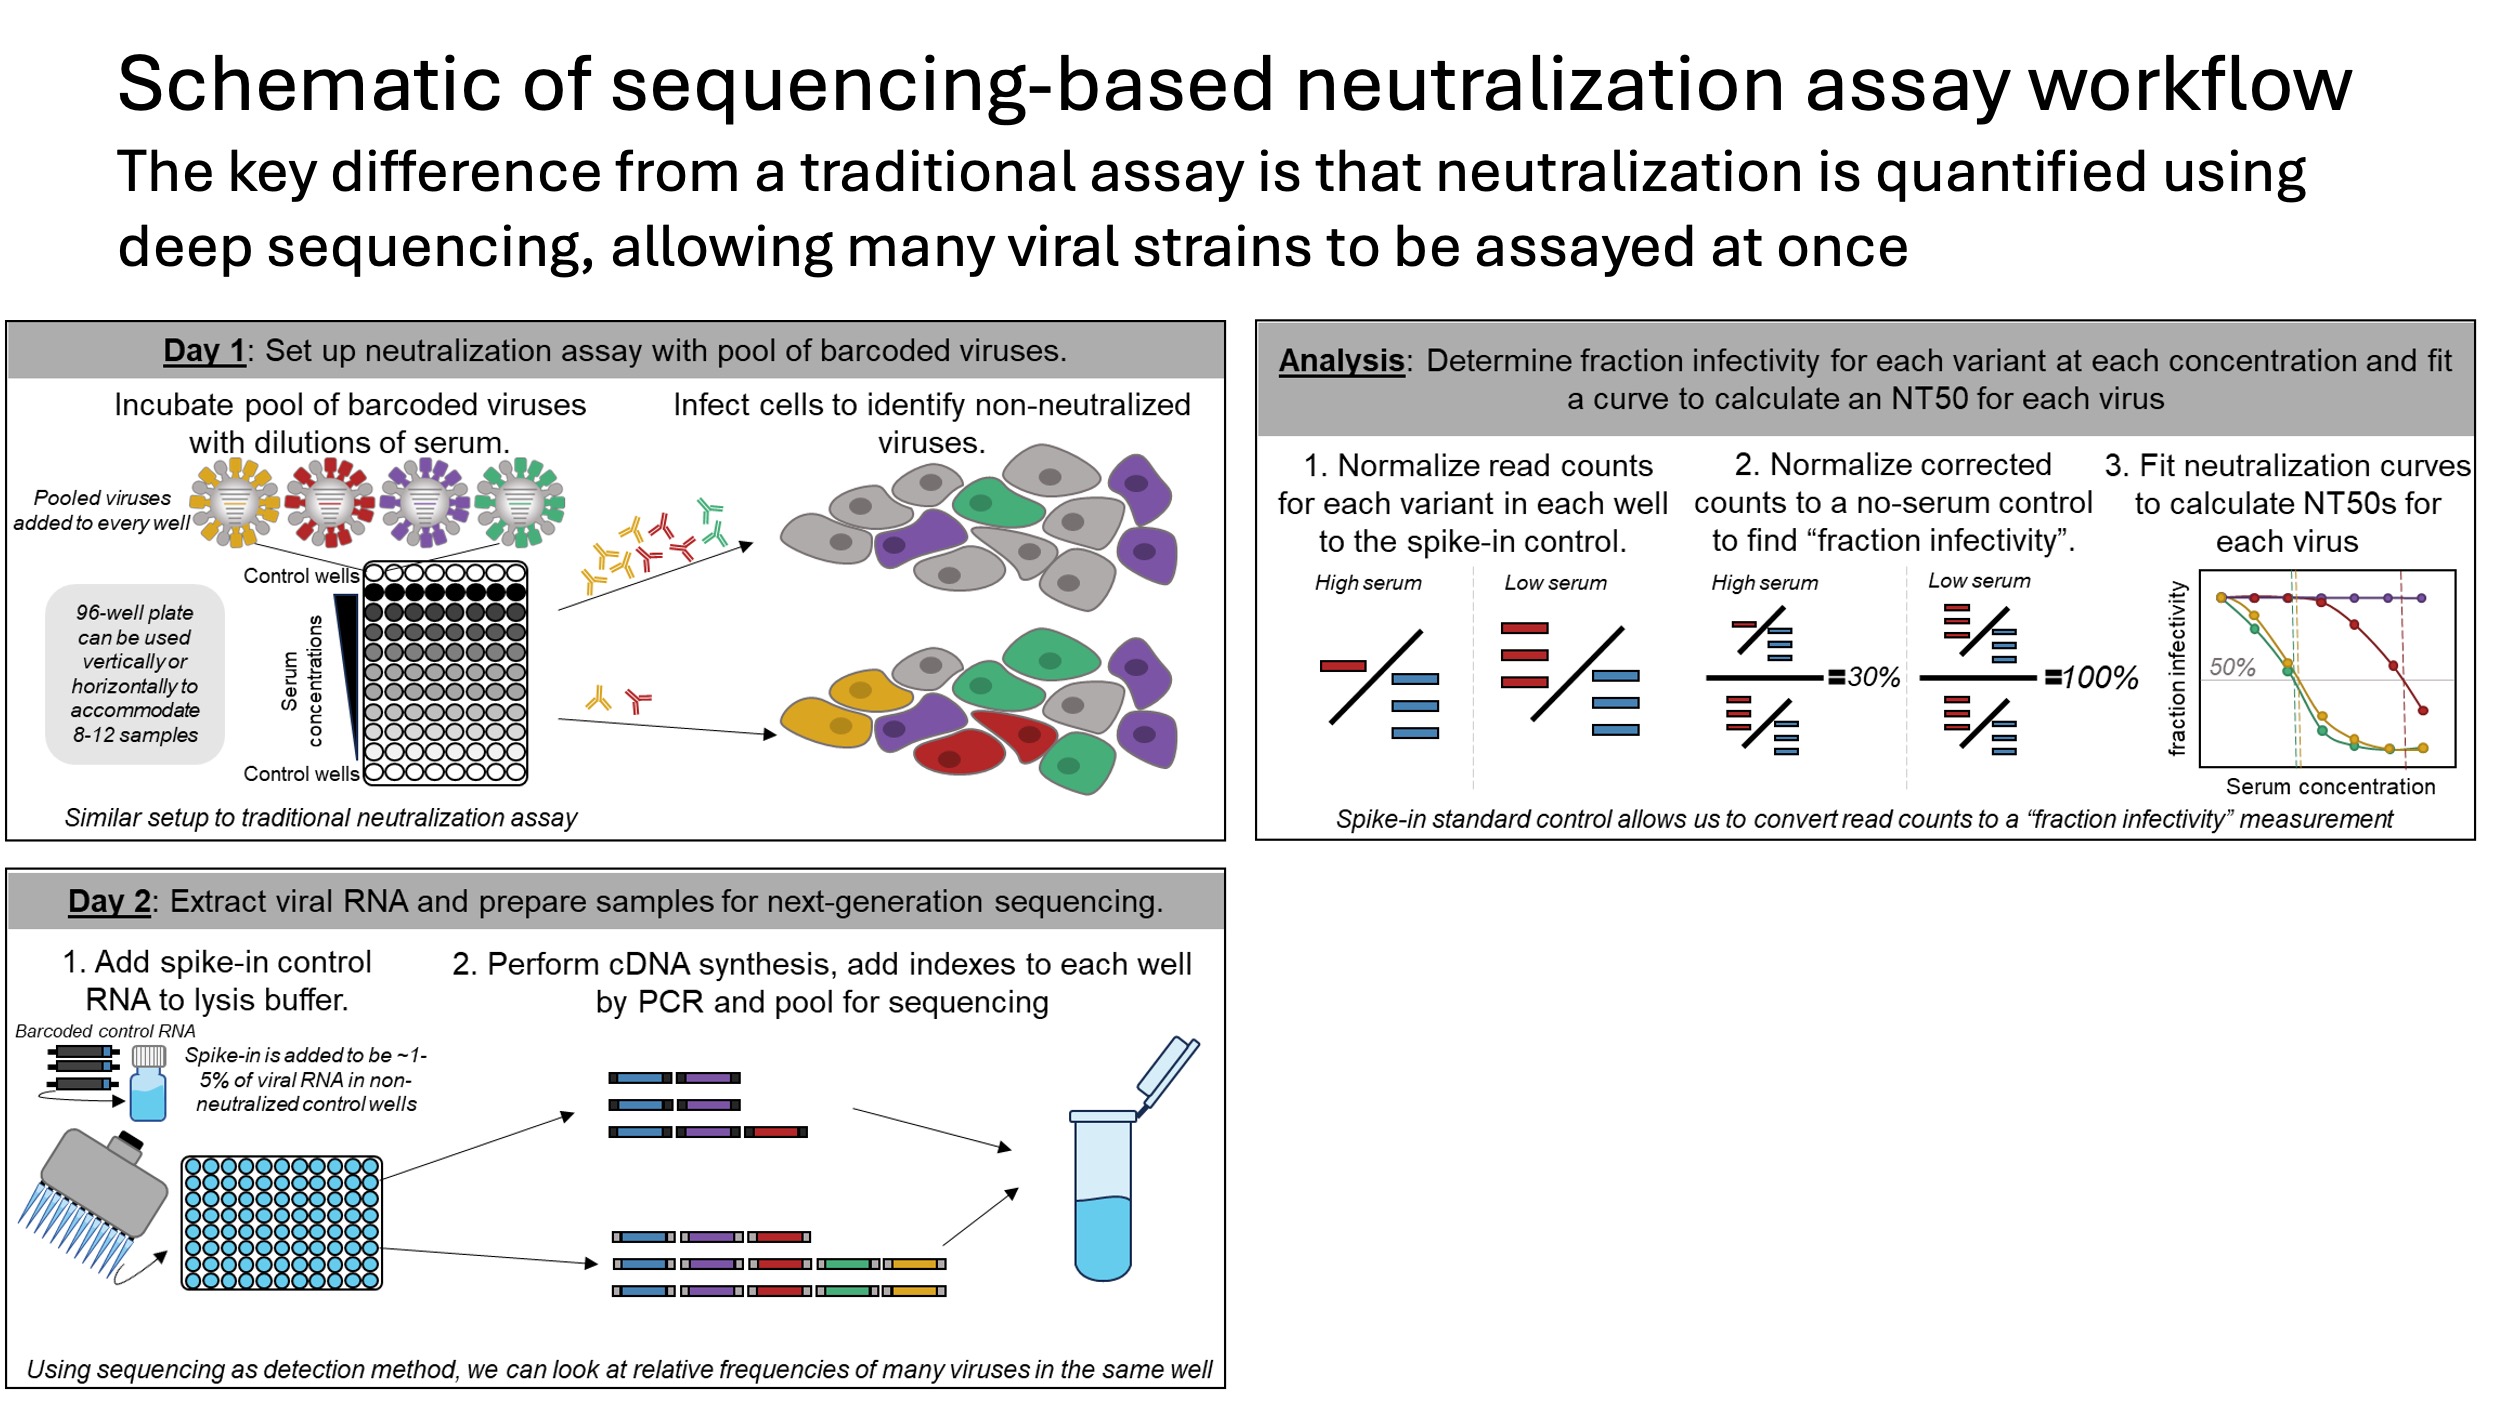 Schematic of sequencing-based neutralization assay workflow
The key difference from a traditional assay is that neutralization is quantified using
deep sequencing, allowing many viral strains to be assayed at once
Day 1: Set up neutralization assay with pool of barcoded viruses.
Incubate pool of barcoded viruses
with dilutions of serum.
Infect cells to identify non-neutralized
viruses.
Pooled viruses
added to every well
Control wells
96-well plate
can be used
vertically or
horizontally to
accommodate
8-12 samples
Serum
concentrations
Control wells
Similar setup to traditional neutralization assay
Analysis: Determine fraction infectivity for each variant at each concentration and fit
a curve to calculate an NT50 for each virus
1. Normalize read counts
for each variant in each well
to the spike-in control.
High serum
Low serum
2. Normalize corrected
counts to a no-serum control
to find “fraction infectivity”.
High serum
Low serum
=30%
=100%
3. Fit neutralization curves
to calculate NT50s for
each virus
fraction infectivity
50%
Serum concentration
Spike-in standard control allows us to convert read counts to a “fraction infectivity” measurement
Day 2: Extract viral RNA and prepare samples for next-generation sequencing.
1. Add spike-in control
RNA to lysis buffer.
Barcoded control RNA
Spike-in is added to be ~1-
5% of viral RNA in non-
neutralized control wells
2. Perform cDNA synthesis, add indexes to each well
by PCR and pool for sequencing
Using sequencing as detection method, we can look at relative frequencies of many viruses in the same well